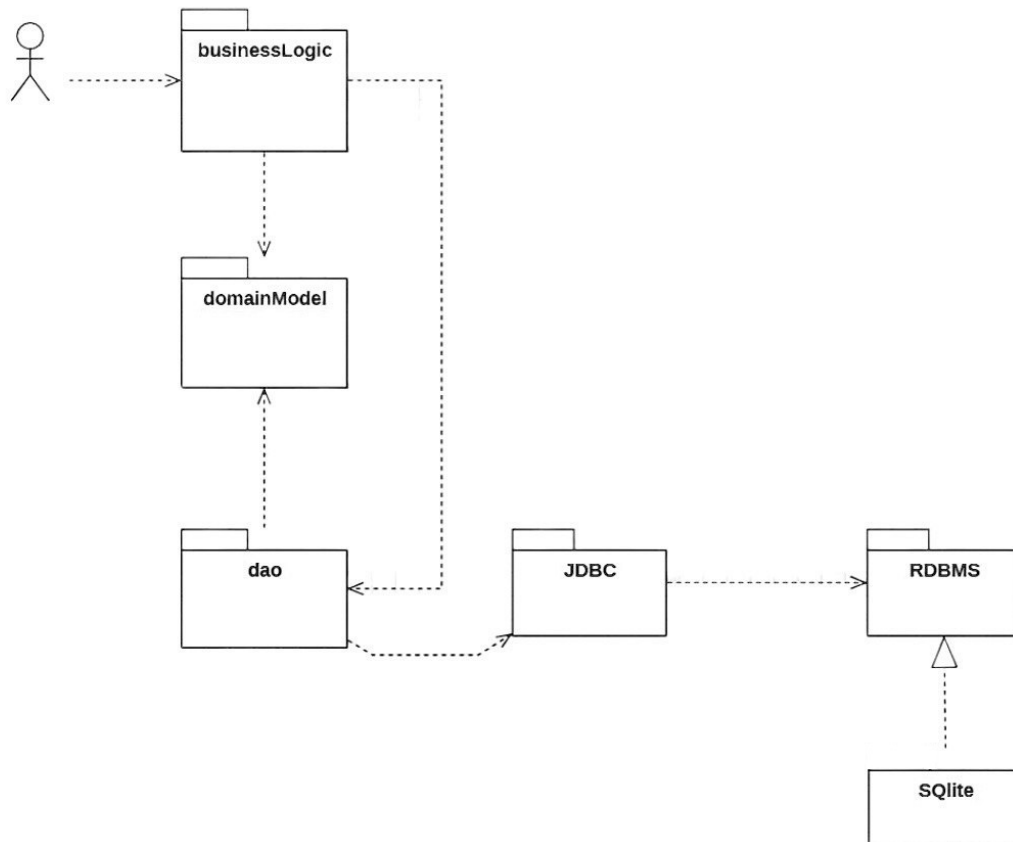 businessLogic
domainModel
dao
JDBC
RDBMS
SQlite